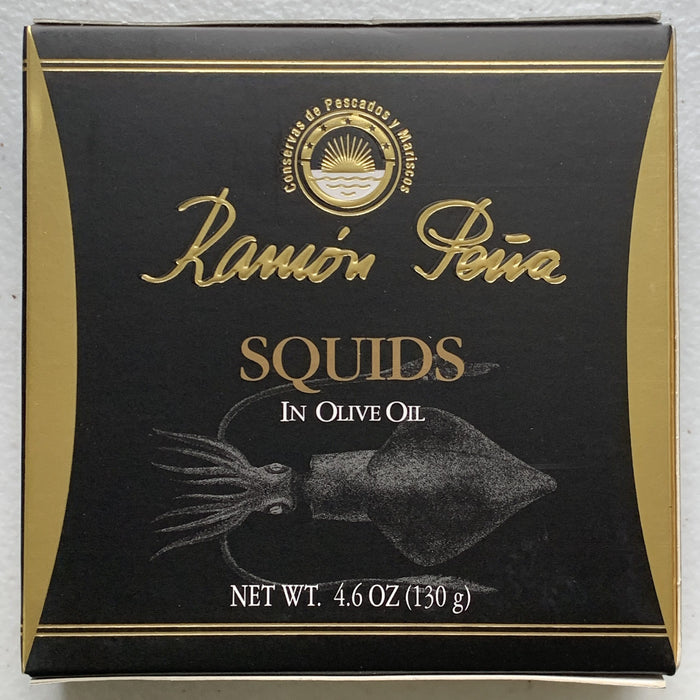 Conservas de Pescados y Mariscos
Ramón Peña
SQUIDS
IN OLIVE OIL
NET WT. 4.6 OZ (130 g)